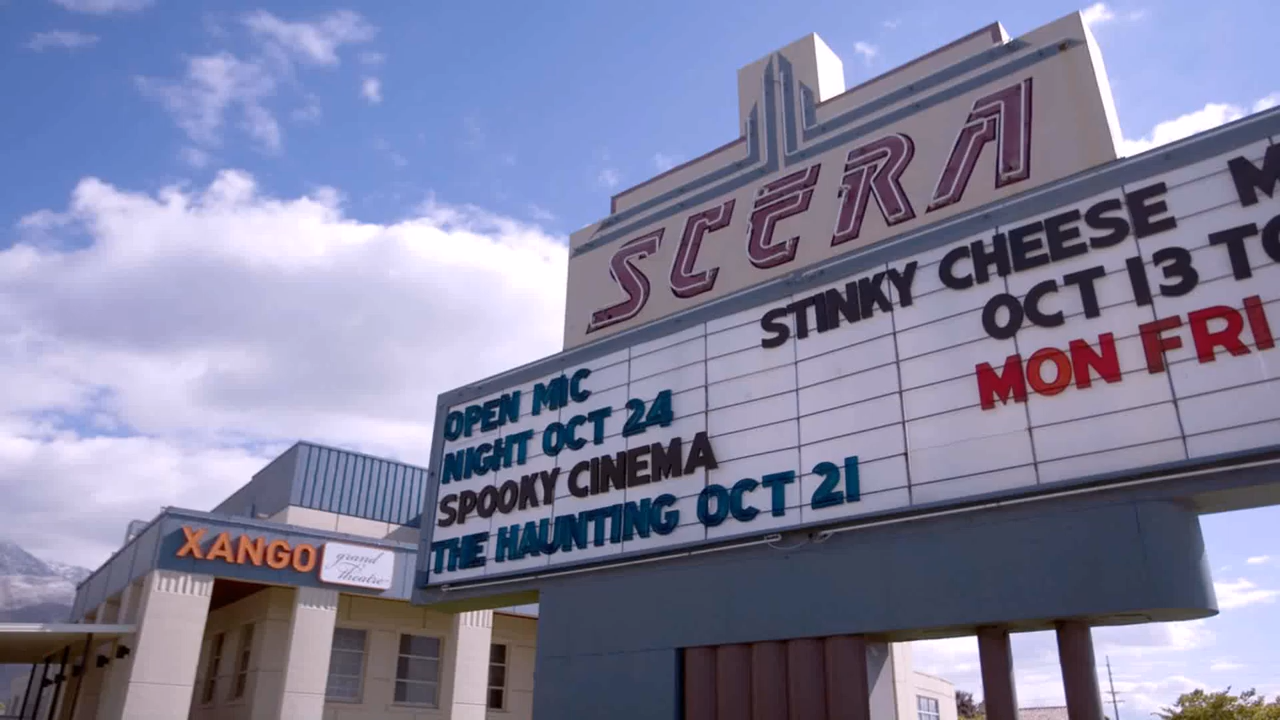 SCERA
STINKY CHEESE M
OCT 13 TO
MON FRI
OPEN MIC
NIGHT OCT 24
SPOOKY CINEMA
THE HAUNTING OCT 21
XANGO
grand
theatre